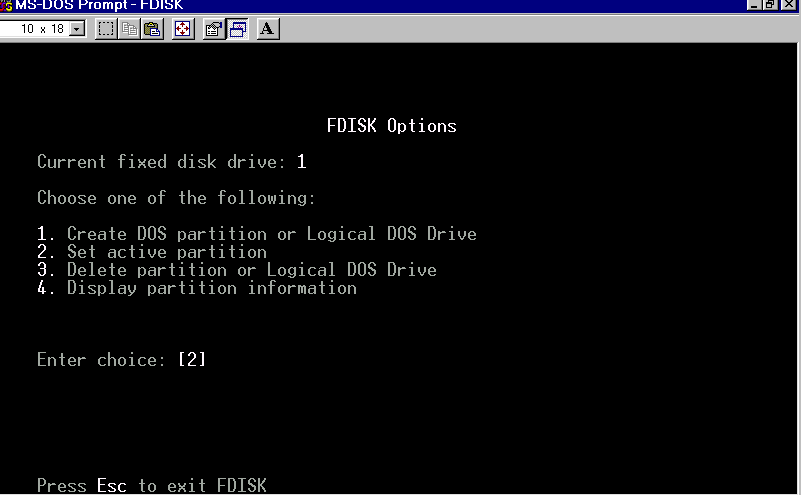 MS-DOS Prompt - FDISK
10 x 18
A
FDISK Options
Current fixed disk drive: 1
Choose one of the following:
1. Create DOS partition or Logical DOS Drive
2. Set active partition
3. Delete partition or Logical DOS Drive
4. Display partition information
Enter choice: [2]
Press Esc to exit FDISK